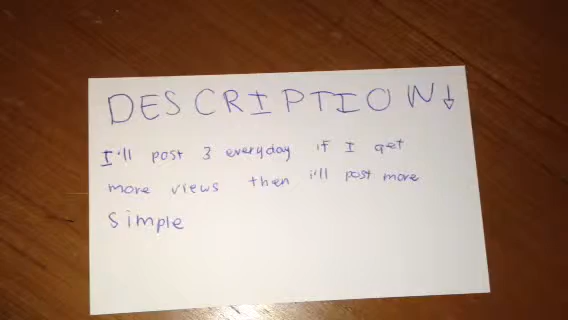 DESCRIPTION↓
I'll post 3 everyday if I get
more views then i'll post more
simple